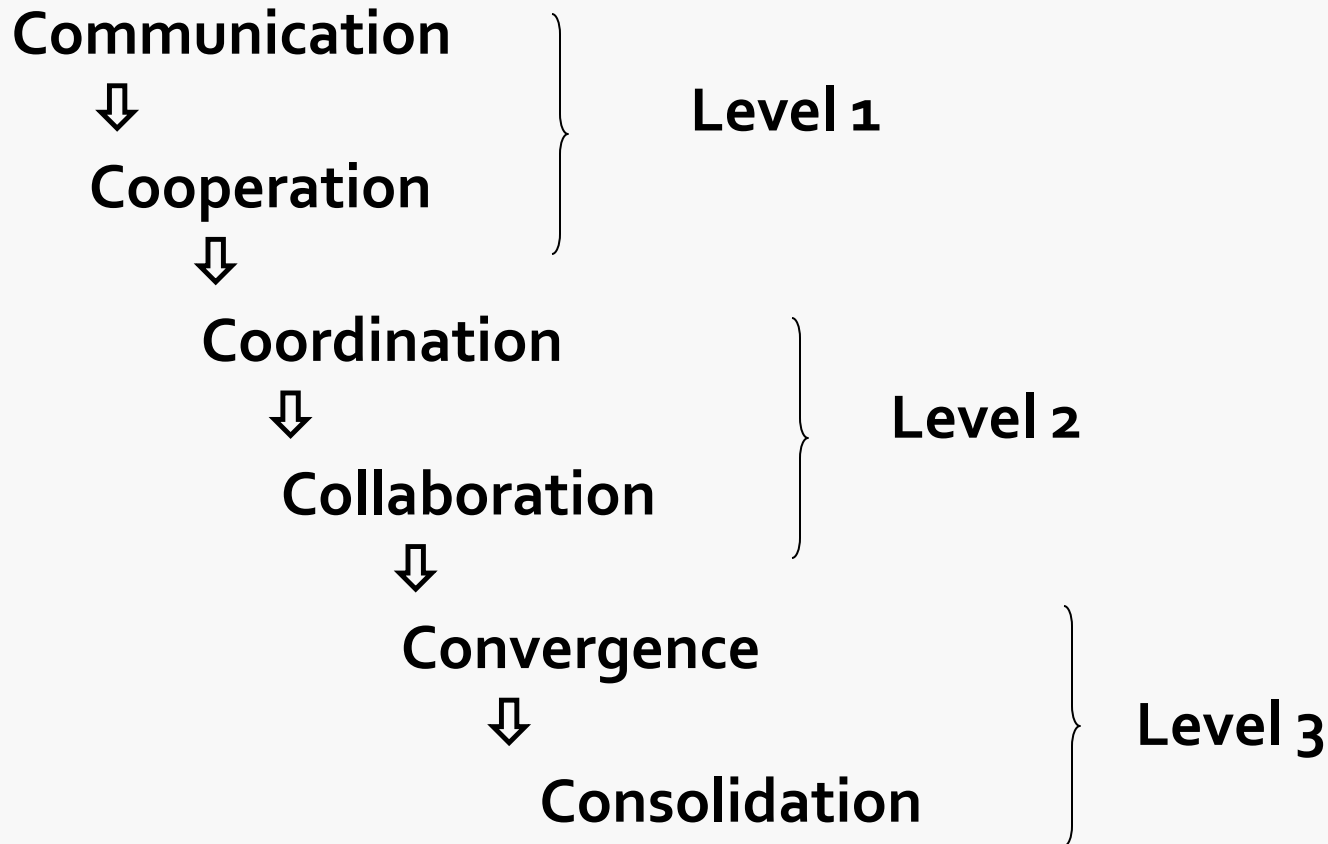 Communication
⇩
Level 1
Cooperation
⇩
Coordination
⇩
Level 2
Collaboration
⇩
Convergence
⇩
Level 3
Consolidation